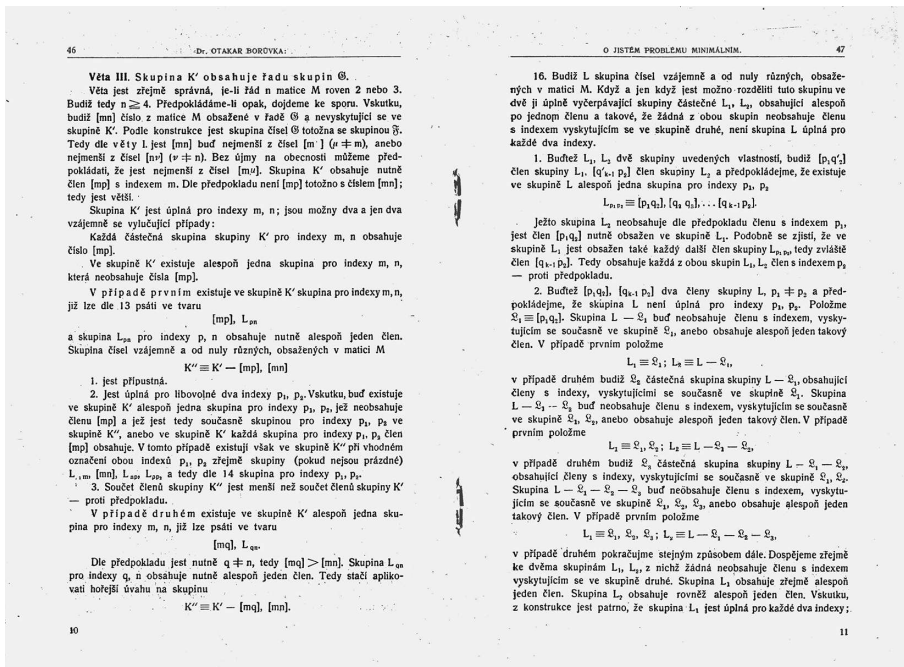 46
Dr. OTAKAR BORŮVKA:
Věta III. Skupina K′ obsahuje řadu skupin 𝔊.
Věta jest zřejmě správná, je-li řád n matice M roven 2 nebo 3.
Budiž tedy n ≧ 4. Předpokládáme-li opak, dojdeme ke sporu. Vskutku,
budiž [mn] číslo z matice M obsažené v řadě 𝔊 a nevyskytující se ve
skupině K′. Podle konstrukce jest skupina čísel 𝔊 totožna se skupinou 𝔉.
Tedy dle věty I. jest [mn] buď nejmenší z čísel [m ] (μ ≠ m), anebo
nejmenší z čísel [nν] (ν ≠ n). Bez újmy na obecnosti můžeme před-
pokládati, že jest nejmenší z čísel [mμ]. Skupina K′ obsahuje nutně
člen [mp] s indexem m. Dle předpokladu není [mp] totožno s číslem [mn];
tedy jest větší.
Skupina K′ jest úplná pro indexy m, n; jsou možny dva a jen dva
vzájemně se vylučující případy:
Každá částečná skupina skupiny K′ pro indexy m, n obsahuje
číslo [mp].
Ve skupině K′ existuje alespoň jedna skupina pro indexy m, n,
která neobsahuje čísla [mp].
V případě prvním existuje ve skupině K′ skupina pro indexy m, n,
již lze dle 13 psáti ve tvaru
[mp], L pn
a skupina Lpn pro indexy p, n obsahuje nutně alespoň jeden člen.
Skupina čísel vzájemně a od nuly různých, obsažených v matici M
K″ ≡ K′ — [mp], [mn]
1. jest přípustná.
2. Jest úplná pro libovolné dva indexy p₁, p₂. Vskutku, buď existuje
ve skupině K′ alespoň jedna skupina pro indexy p₁, p₂, jež neobsahuje
členu [mp] a jež jest tedy současně skupinou pro indexy p₁, p₂ ve
skupině K″, anebo ve skupině K′ každá skupina pro indexy p₁, p₂ člen
[mp] obsahuje. V tomto případě existují však ve skupině K″ při vhodném
označení obou indexů p₁, p₂ zřejmě skupiny (pokud nejsou prázdné)
[mn], a tedy dle 14 skupina pro indexy p₁, p₂.
3. Součet členů skupiny K″ jest menší než součet členů skupiny K′
— proti předpokladu.
V případě druhém existuje ve skupině K′ alespoň jedna sku-
pina pro indexy m, n, již lze psáti ve tvaru
[mq], L qn.
Dle předpokladu jest nutně q ≠ n, tedy [mq] > [mn]. Skupina L qn
pro indexy q, n obsahuje nutně alespoň jeden člen. Tedy stačí apliko-
vati hořejší úvahu na skupinu
K″ ≡ K′ — [mq], [mn].
10
O JISTÉM PROBLÉMU MINIMÁLNÍM.
47
16. Budiž L skupina čísel vzájemně a od nuly různých, obsaže-
ných v matici M. Když a jen když jest možno rozděliti tuto skupinu ve
dvě ji úplně vyčerpávající skupiny částečné L₁, L₂, obsahující alespoň
po jednom členu a takové, že žádná z obou skupin neobsahuje členu
s indexem vyskytujícím se ve skupině druhé, není skupina L úplná pro
každé dva indexy.
1. Buďtež L₁, L₂ dvě skupiny uvedených vlastností, budiž [p₁q′₂]
člen skupiny L₁, [q′k-1 p₂] člen skupiny L₂ a předpokládejme, že existuje
ve skupině L alespoň jedna skupina pro indexy p₁, p₂
Lp₁p₂ ≡ [p₁q₂], [q₂ q₃], . . . [q k-1 p₂].
Ježto skupina L₂ neobsahuje dle předpokladu členu s indexem p₁,
jest člen [p₁q₂] nutně obsažen ve skupině L₁. Podobně se zjistí, že ve
skupině L₁ jest obsažen také každý další člen skupiny Lp₁p₂, tedy zvláště
člen [q k-1 p₂]. Tedy obsahuje každá z obou skupin L₁, L₂ člen s indexem p₂
— proti předpokladu.
2. Buďtež [p₁q₂], [qk-1 p₂] dva členy skupiny L, p₁ ≠ p₂ a před-
pokládejme, že skupina L není úplná pro indexy p₁, p₂. Položme
𝔏₁ ≡ [p₁q₂]. Skupina L — 𝔏₁ buď neobsahuje členu s indexem, vysky-
tujícím se současně ve skupině 𝔏₁, anebo obsahuje alespoň jeden takový
člen. V případě prvním položme
L₁ ≡ 𝔏₁; L₂ ≡ L — 𝔏₁,
v případě druhém budiž 𝔏₂ částečná skupina skupiny L — 𝔏₁, obsahující
členy s indexy, vyskytujícími se současně ve skupině 𝔏₁. Skupina
L — 𝔏₁ — 𝔏₂ buď neobsahuje členu s indexem, vyskytujícím se současně
ve skupině 𝔏₁, 𝔏₂, anebo obsahuje alespoň jeden takový člen. V případě
prvním položme
L₁ ≡ 𝔏₁, 𝔏₂; L₂ ≡ L — 𝔏₁ — 𝔏₂,
v případě druhém budiž 𝔏₃ částečná skupina skupiny L — 𝔏₁ — 𝔏₂,
obsahující členy s indexy, vyskytujícími se současně ve skupině 𝔏₁, 𝔏₂.
Skupina L — 𝔏₁ — 𝔏₂ — 𝔏₃ buď neobsahuje členu s indexem, vyskytu-
jícím se současně ve skupině 𝔏₁, 𝔏₂, 𝔏₃, anebo obsahuje alespoň jeden
takový člen. V případě prvním položme
L₁ ≡ 𝔏₁, 𝔏₂, 𝔏₃; L₂ ≡ L — 𝔏₁ — 𝔏₂ — 𝔏₃,
v případě druhém pokračujme stejným způsobem dále. Dospějeme zřejmě
ke dvěma skupinám L₁, L₂, z nichž žádná neobsahuje členu s indexem
vyskytujícím se ve skupině druhé. Skupina L₁ obsahuje zřejmě alespoň
jeden člen. Skupina L₂ obsahuje rovněž alespoň jeden člen. Vskutku,
z konstrukce jest patrno, že skupina L₁ jest úplná pro každé dva indexy;
11